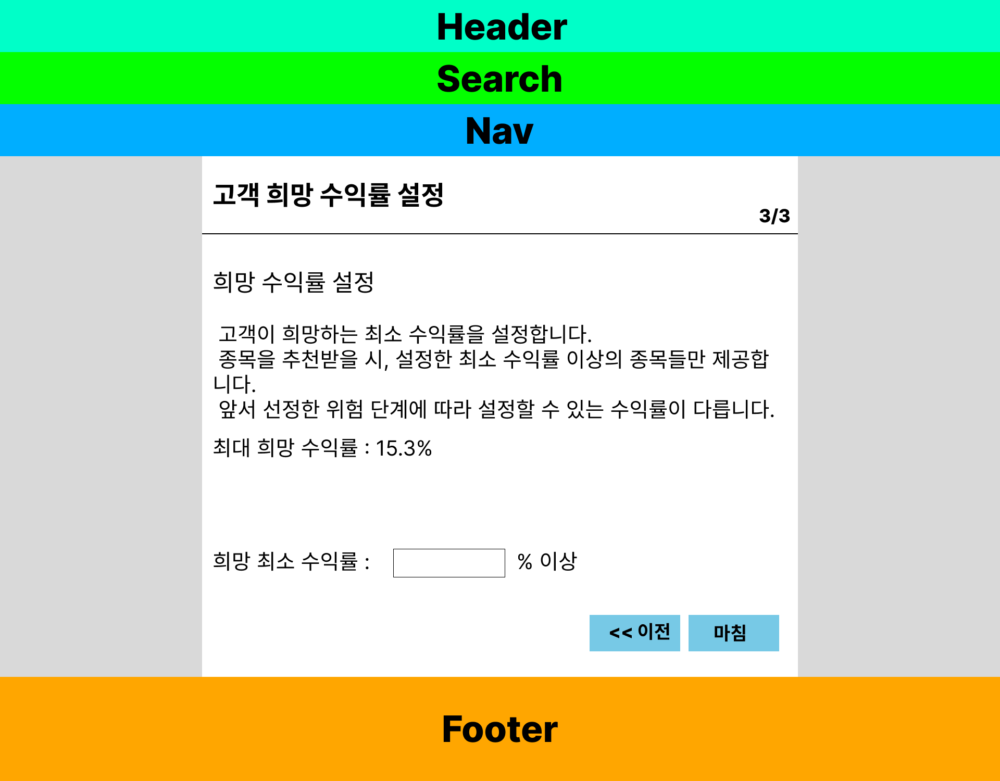 Header
Search
Nav
고객 희망 수익률 설정
3/3
희망 수익률 설정
고객이 희망하는 최소 수익률을 설정합니다.
종목을 추천받을 시, 설정한 최소 수익률 이상의 종목들만 제공합
니다.
앞서 선정한 위험 단계에 따라 설정할 수 있는 수익률이 다릅니다.
최대 희망 수익률 : 15.3%
희망 최소 수익률 : % 이상
<< 이전 마침
Footer